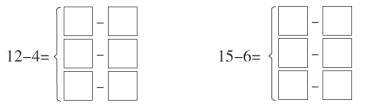 12–4= { □ – □
□ – □
□ – □
15–6= { □ – □
□ – □
□ – □